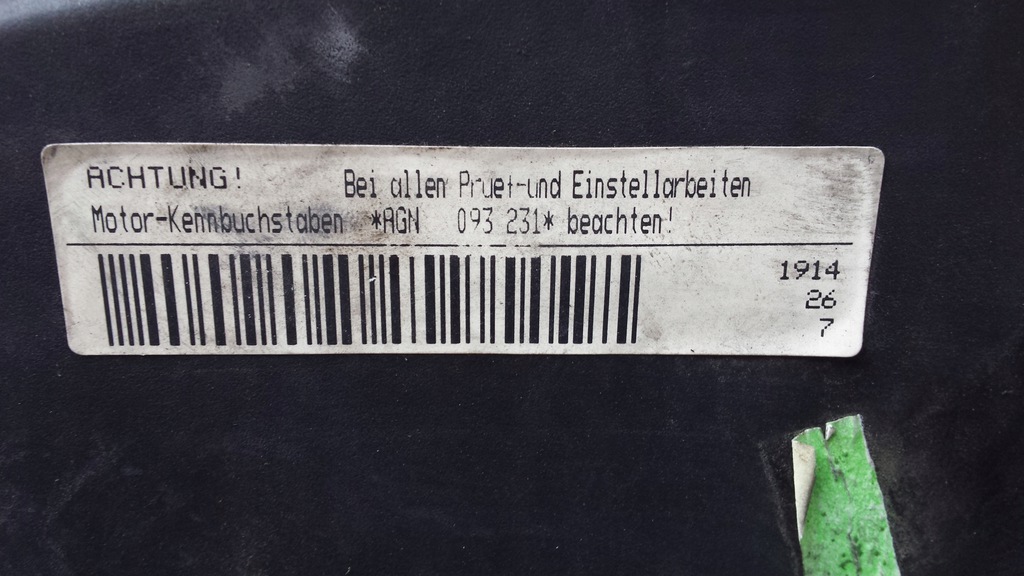 ACHTUNG! Bei allen Pruef-und Einstellarbeiten
Motor-Kennbuchstaben *AGN 093 231* beachten!
1914
26
7